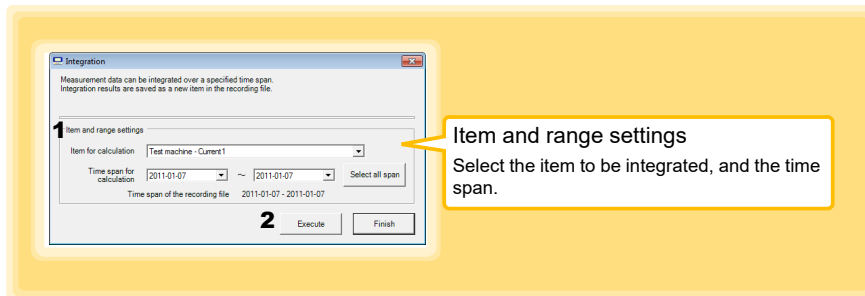 Integration
Measurement data can be integrated over a specified time span.
Integration results are saved as a new item in the recording file.
1
Item and range settings
Item for calculation Test machine - Current1
Time span for calculation 2011-01-07 ~ 2011-01-07 Select all span
Time span of the recording file 2011-01-07 - 2011-01-07
2 Execute Finish
Item and range settings
Select the item to be integrated, and the time
span.